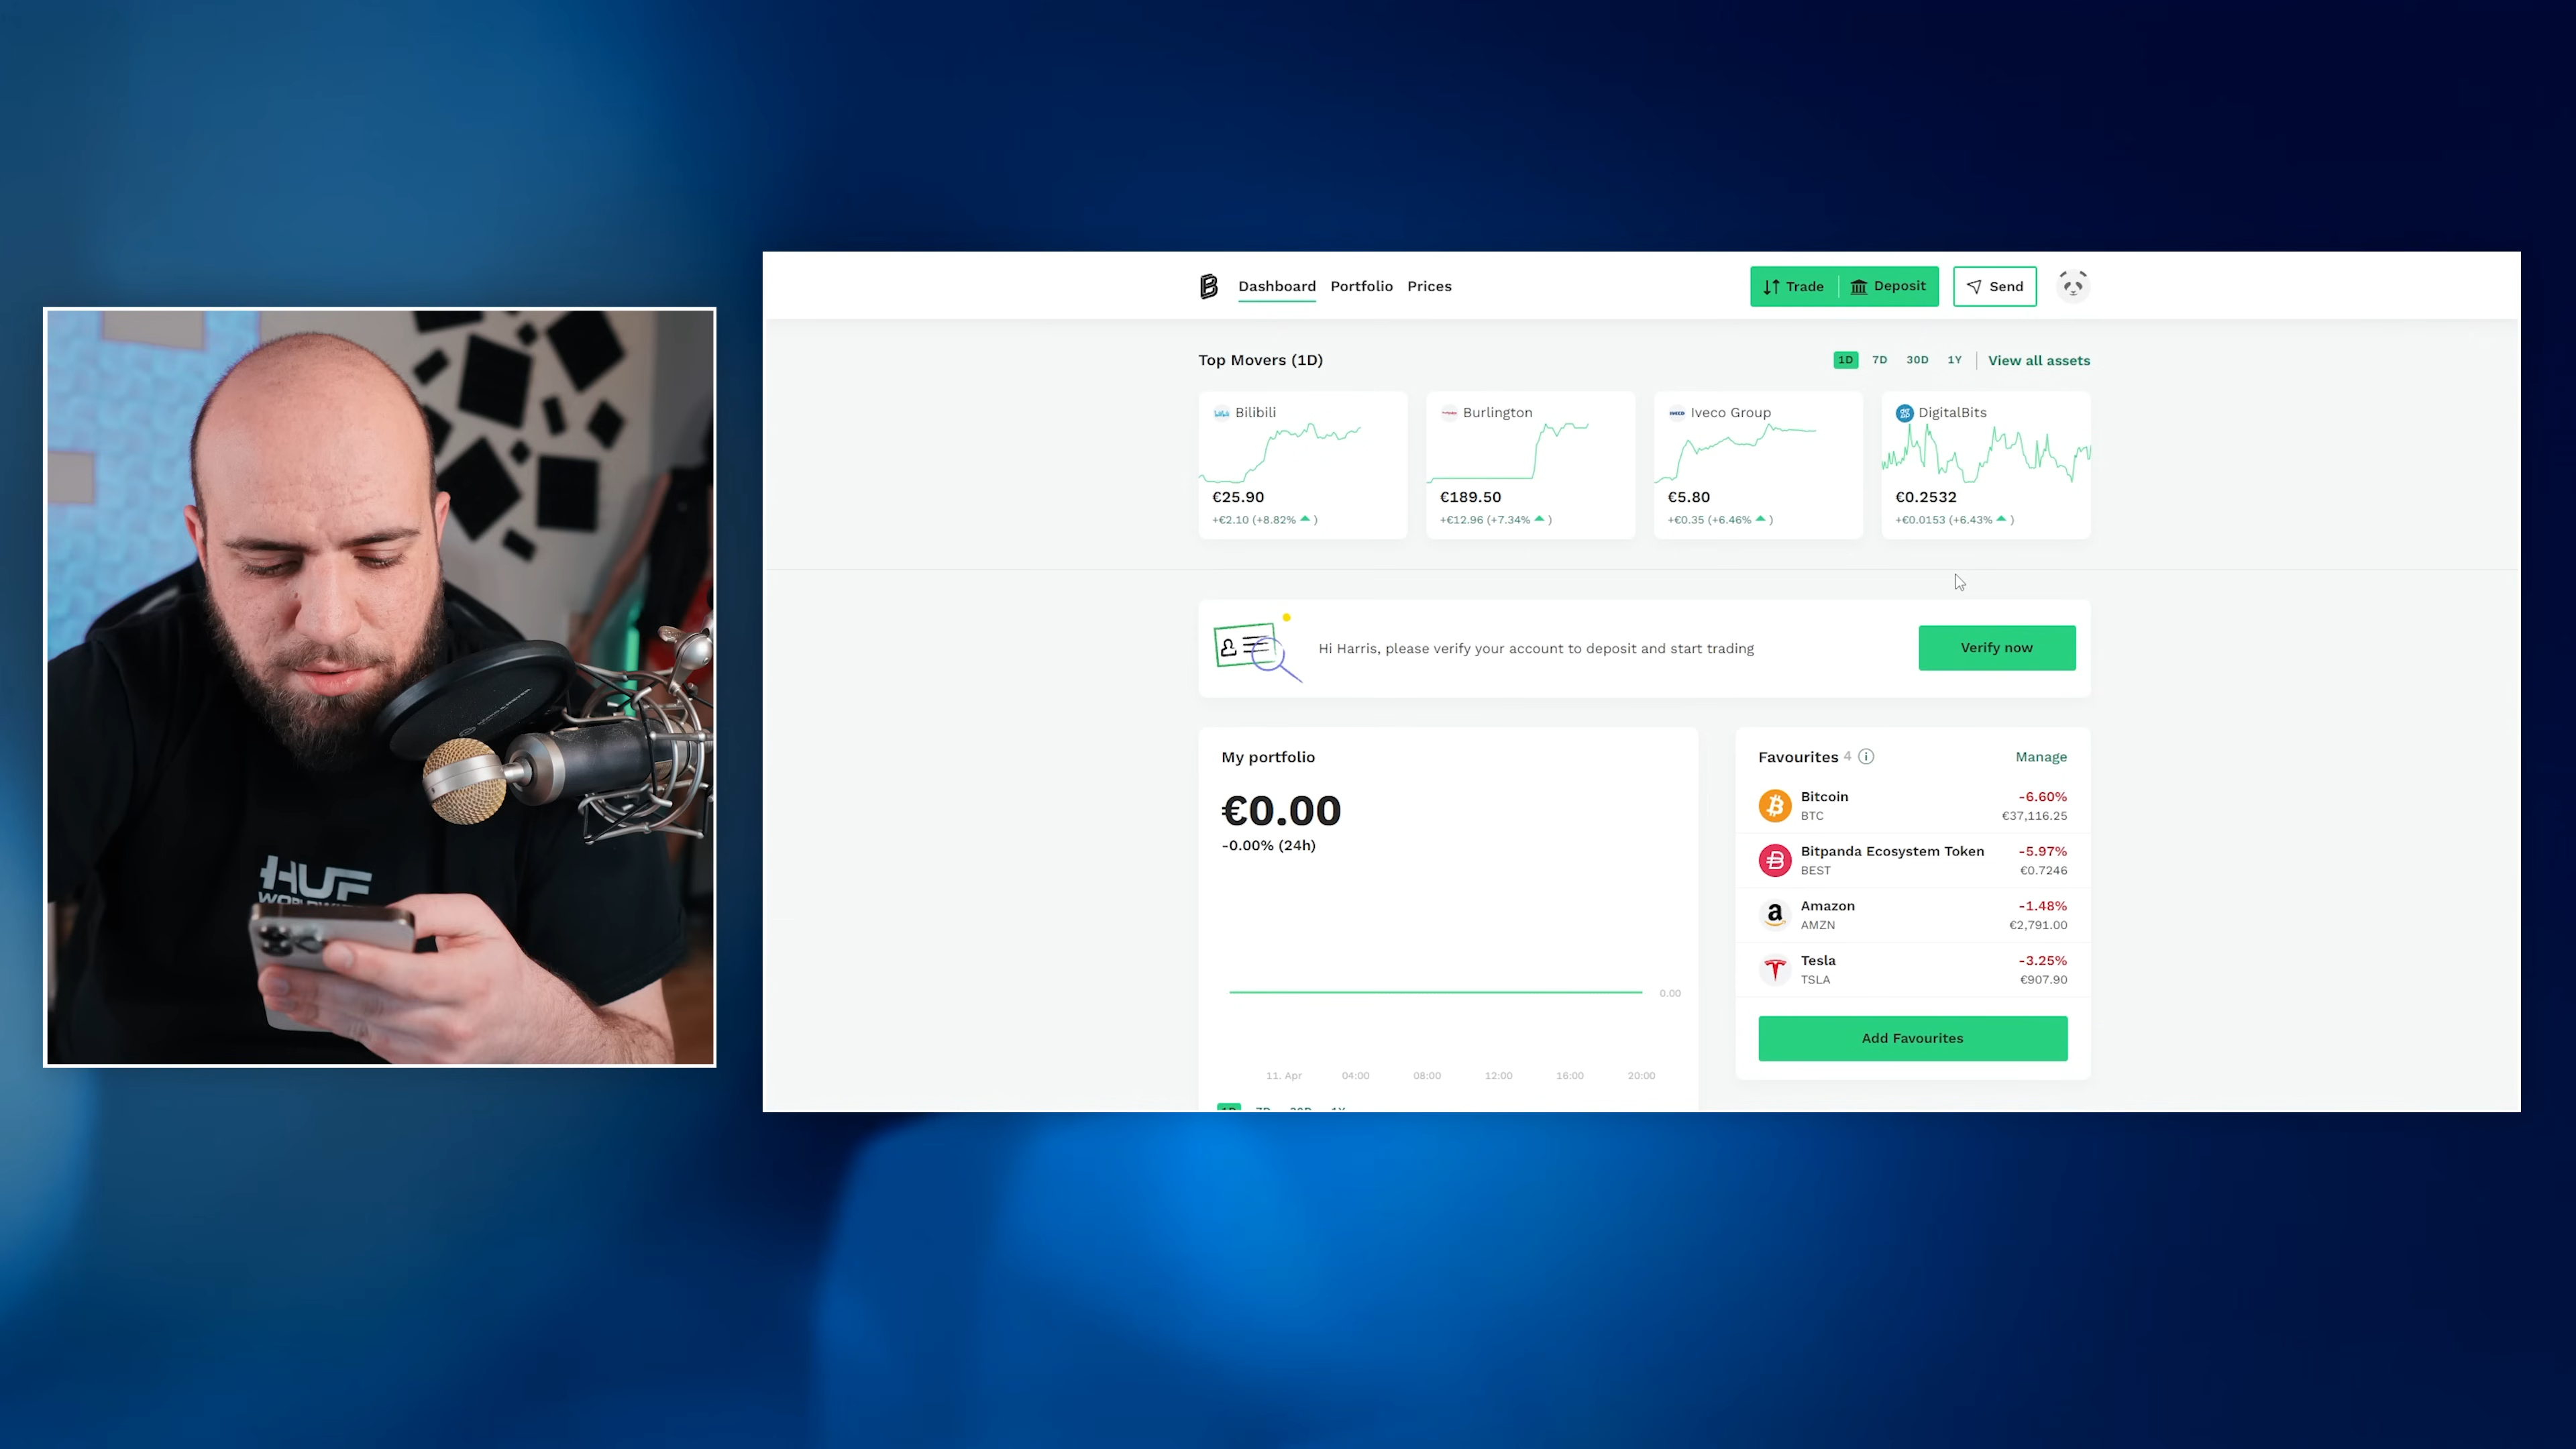 Dashboard Portfolio Prices
Trade Deposit Send
Top Movers (1D)
1D 7D 30D 1Y View all assets
Bilibili
€25.90
+€2.10 (+8.82% ▲ )
Burlington
€189.50
+€12.96 (+7.34% ▲ )
Iveco Group
€5.80
+€0.35 (+6.46% ▲ )
DigitalBits
€0.2532
+€0.0153 (+6.43% ▲ )
Hi Harris, please verify your account to deposit and start trading
Verify now
My portfolio
€0.00
-0.00% (24h)
0.00
11. Apr 04:00 08:00 12:00 16:00 20:00
1D 7D 30D 1Y
Favourites 4
Manage
Bitcoin -6.60%
BTC €37,116.25
Bitpanda Ecosystem Token -5.97%
BEST €0.7246
Amazon -1.48%
AMZN €2,791.00
Tesla -3.25%
TSLA €907.90
Add Favourites
HUF
WORLDWI